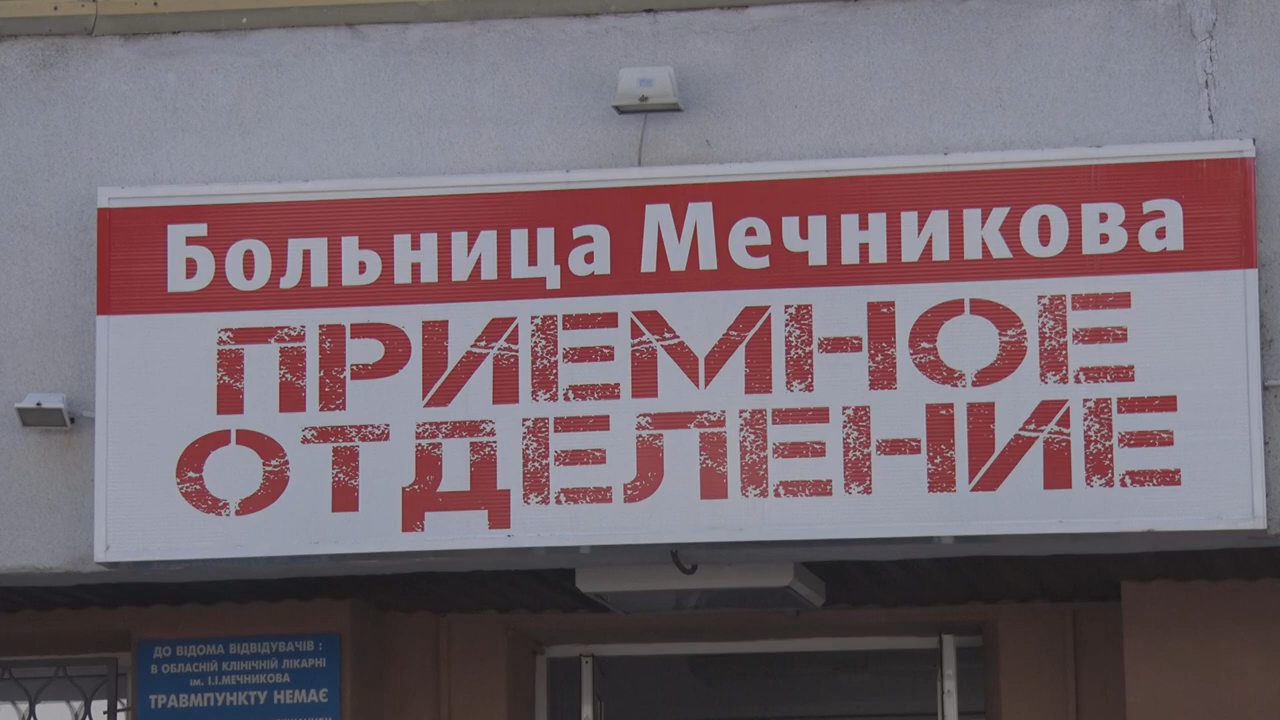 Больница Мечникова
ПРИЕМНОЕ
ОТДЕЛЕНИЕ
ДО ВІДОМА ВІДВІДУВАЧІВ :
В ОБЛАСНІЙ КЛІНІЧНІЙ ЛІКАРНІ
ІМ. І.І.МЕЧНИКОВА
ТРАВМПУНКТУ НЕМАЄ